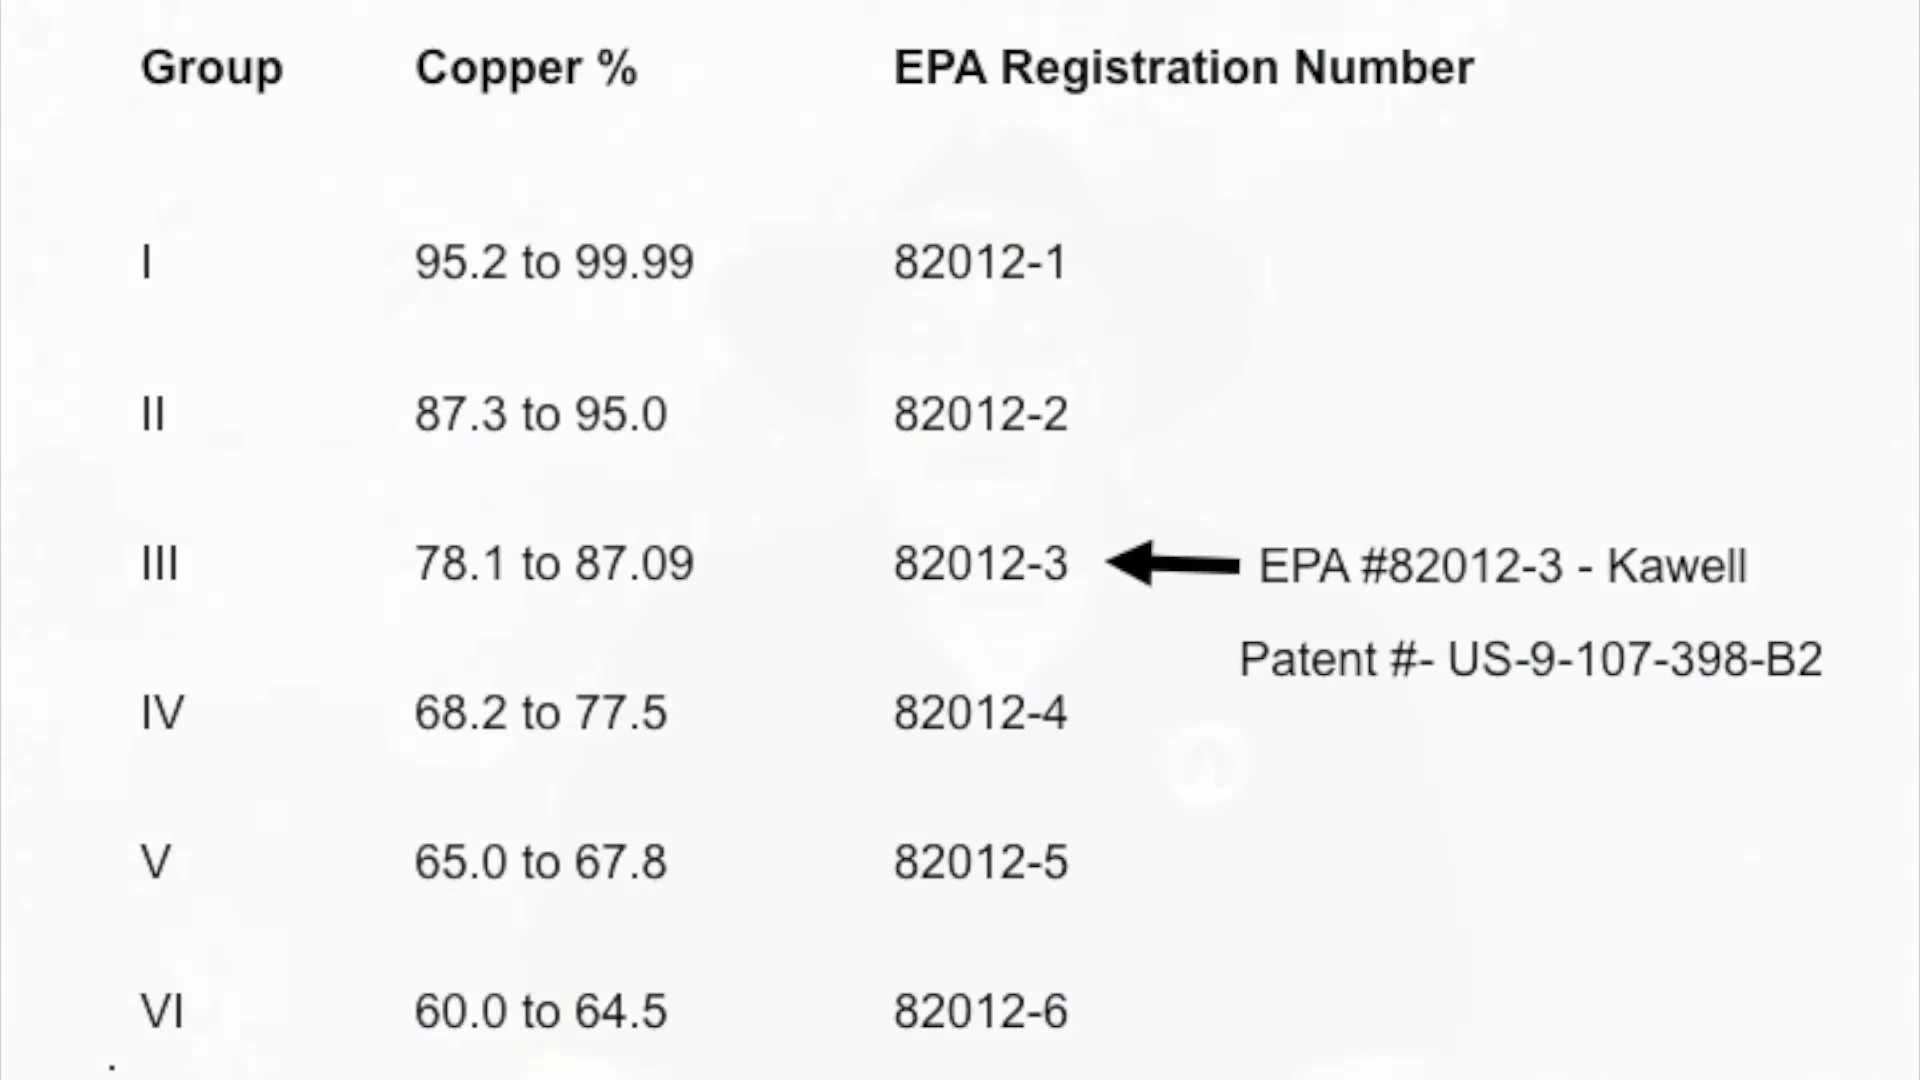 Group Copper % EPA Registration Number
I 95.2 to 99.99 82012-1
II 87.3 to 95.0 82012-2
III 78.1 to 87.09 82012-3 EPA #82012-3 - Kawell
Patent #- US-9-107-398-B2
IV 68.2 to 77.5 82012-4
V 65.0 to 67.8 82012-5
VI 60.0 to 64.5 82012-6
.